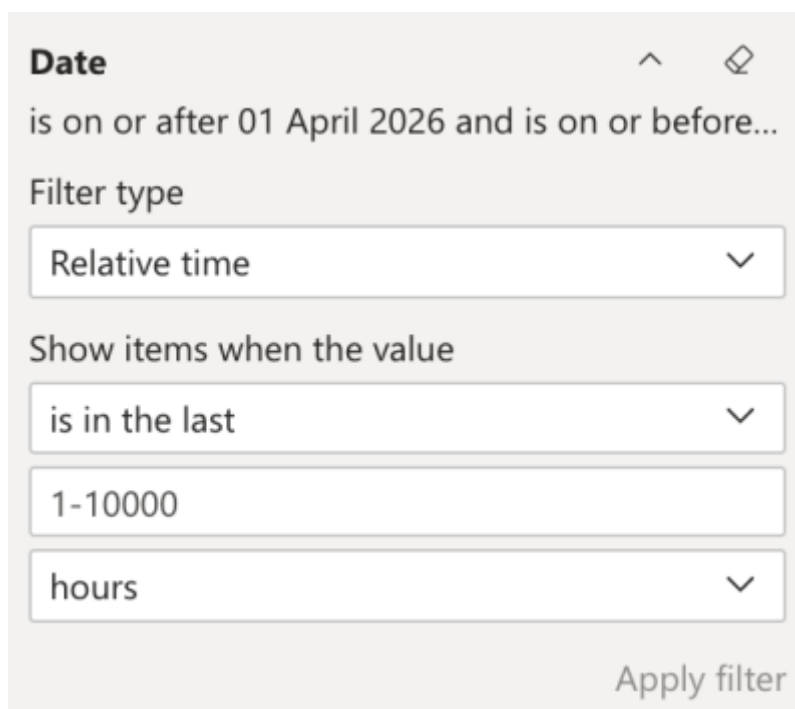 Date
is on or after 01 April 2026 and is on or before...
Filter type
Relative time
Show items when the value
is in the last
1-10000
hours
Apply filter